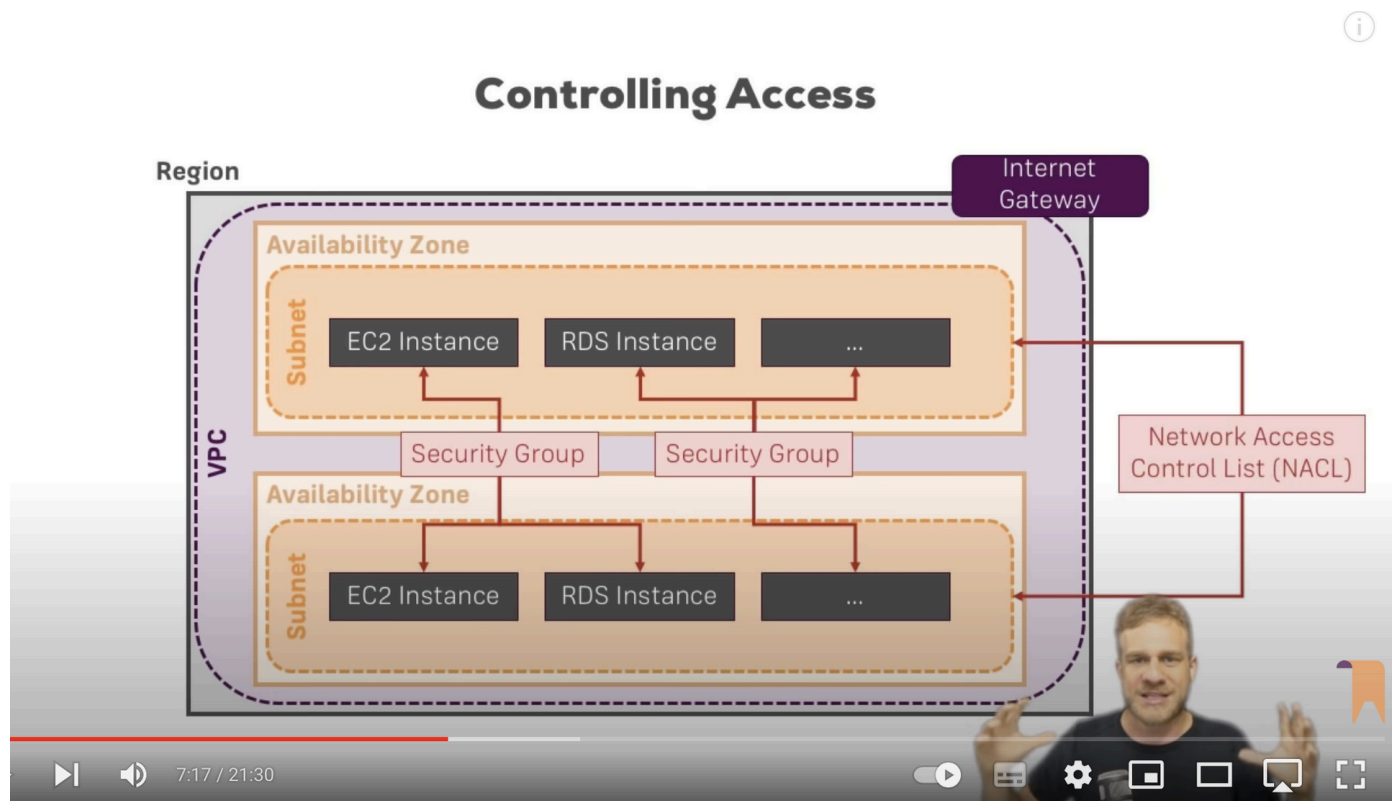 Controlling Access
Region
Internet
Gateway
Availability Zone
Subnet
EC2 Instance
RDS Instance
...
VPC
Security Group
Security Group
Network Access
Control List (NACL)
Availability Zone
Subnet
EC2 Instance
RDS Instance
...
7:17 / 21:30